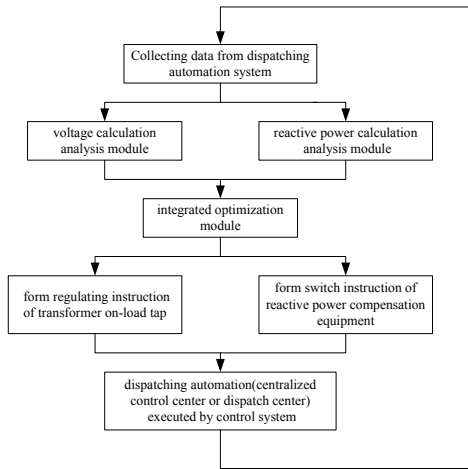 Collecting data from dispatching
automation system
voltage calculation
analysis module
reactive power calculation
analysis module
integrated optimization
module
form regulating instruction
of transformer on-load tap
form switch instruction of
reactive power compensation
equipment
dispatching automation(centralized
control center or dispatch center)
executed by control system